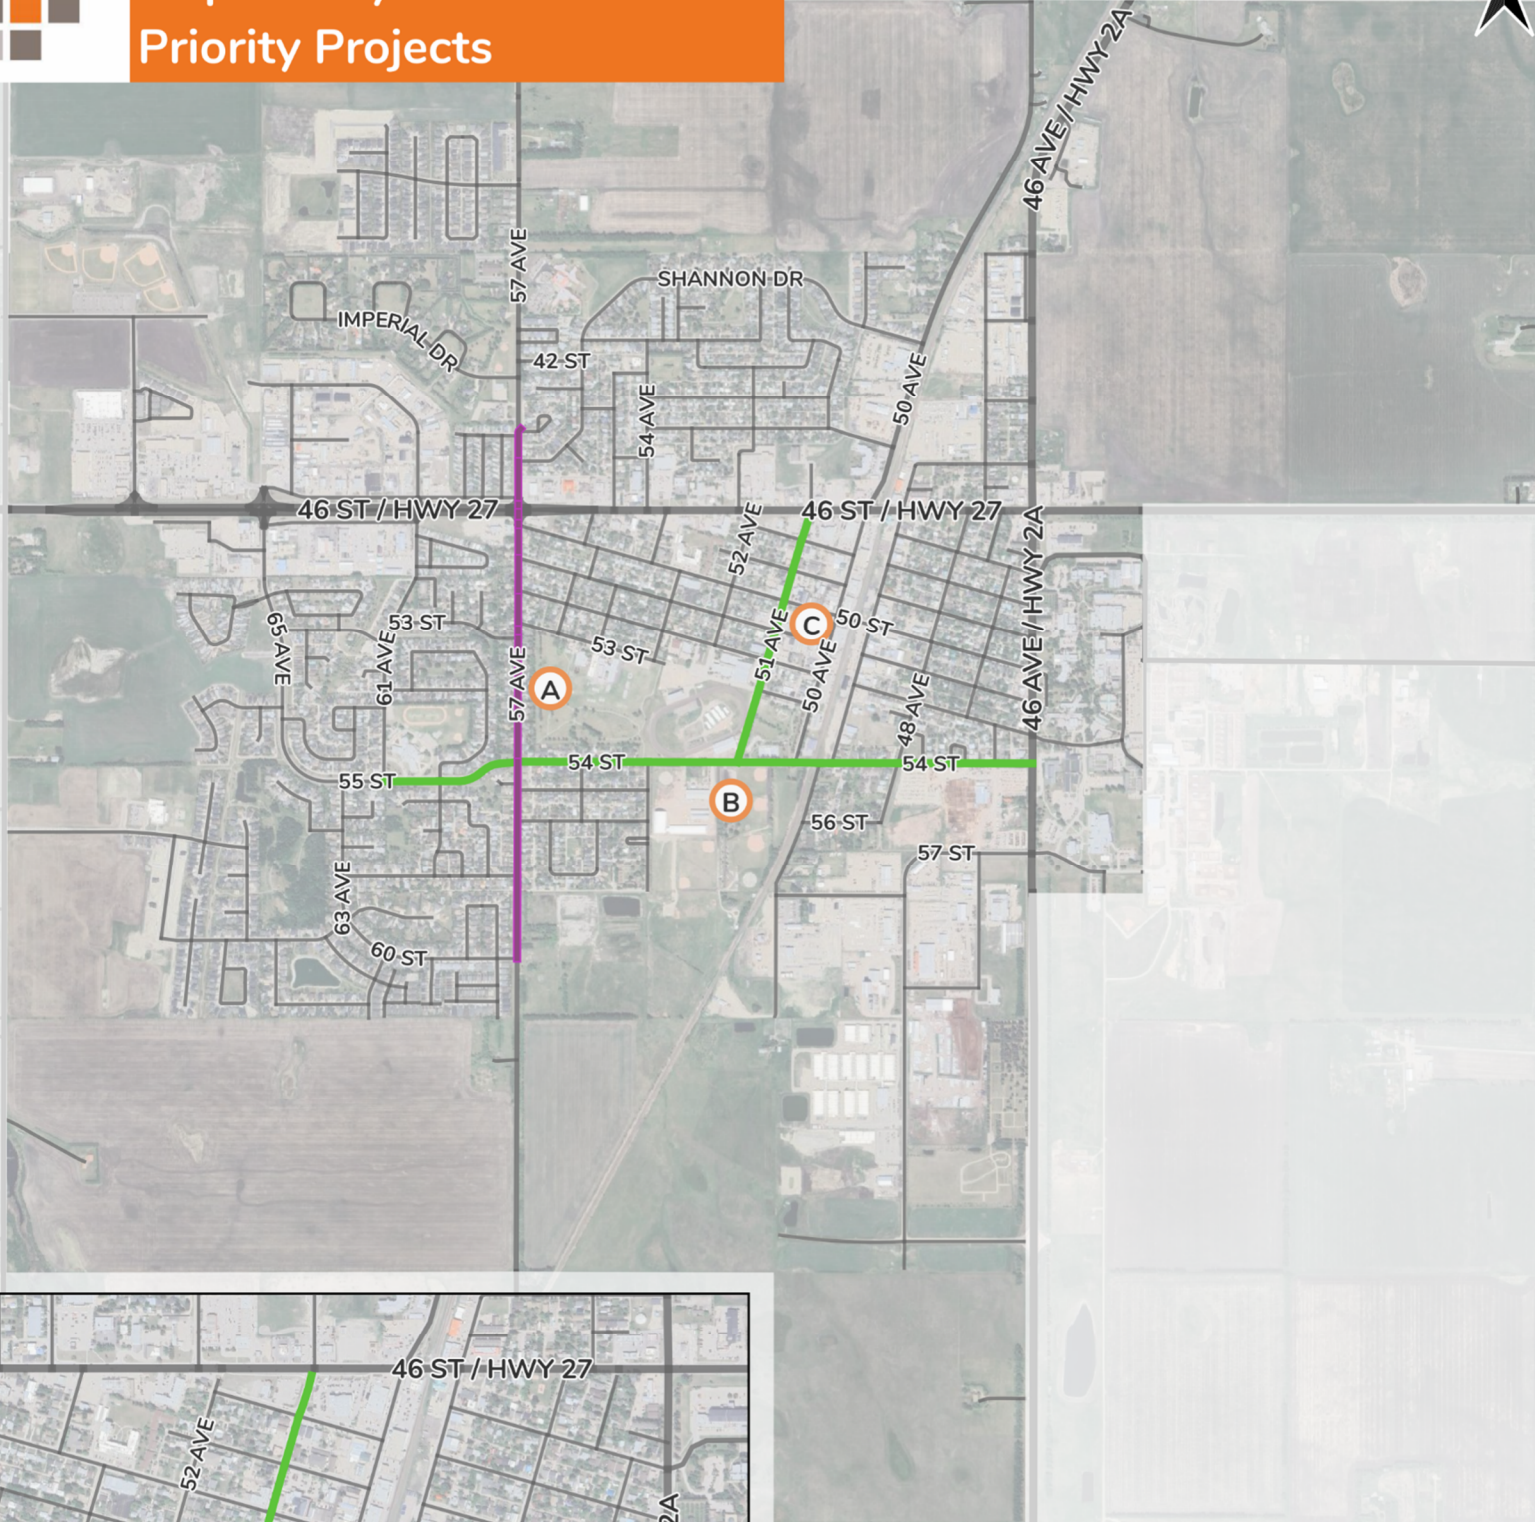 Priority Projects
46 AVE / HWY 2A
57 AVE
SHANNON DR
IMPERIAL DR
42 ST
50 AVE
54 AVE
46 ST / HWY 27
46 ST / HWY 27
52 AVE
46 AVE / HWY 2A
65 AVE
53 ST
61 AVE
C
50 ST
51 AVE
53 ST
57 AVE
A
50 AVE
48 AVE
54 ST
54 ST
55 ST
B
56 ST
57 ST
63 AVE
60 ST
46 ST / HWY 27
52 AVE
2A